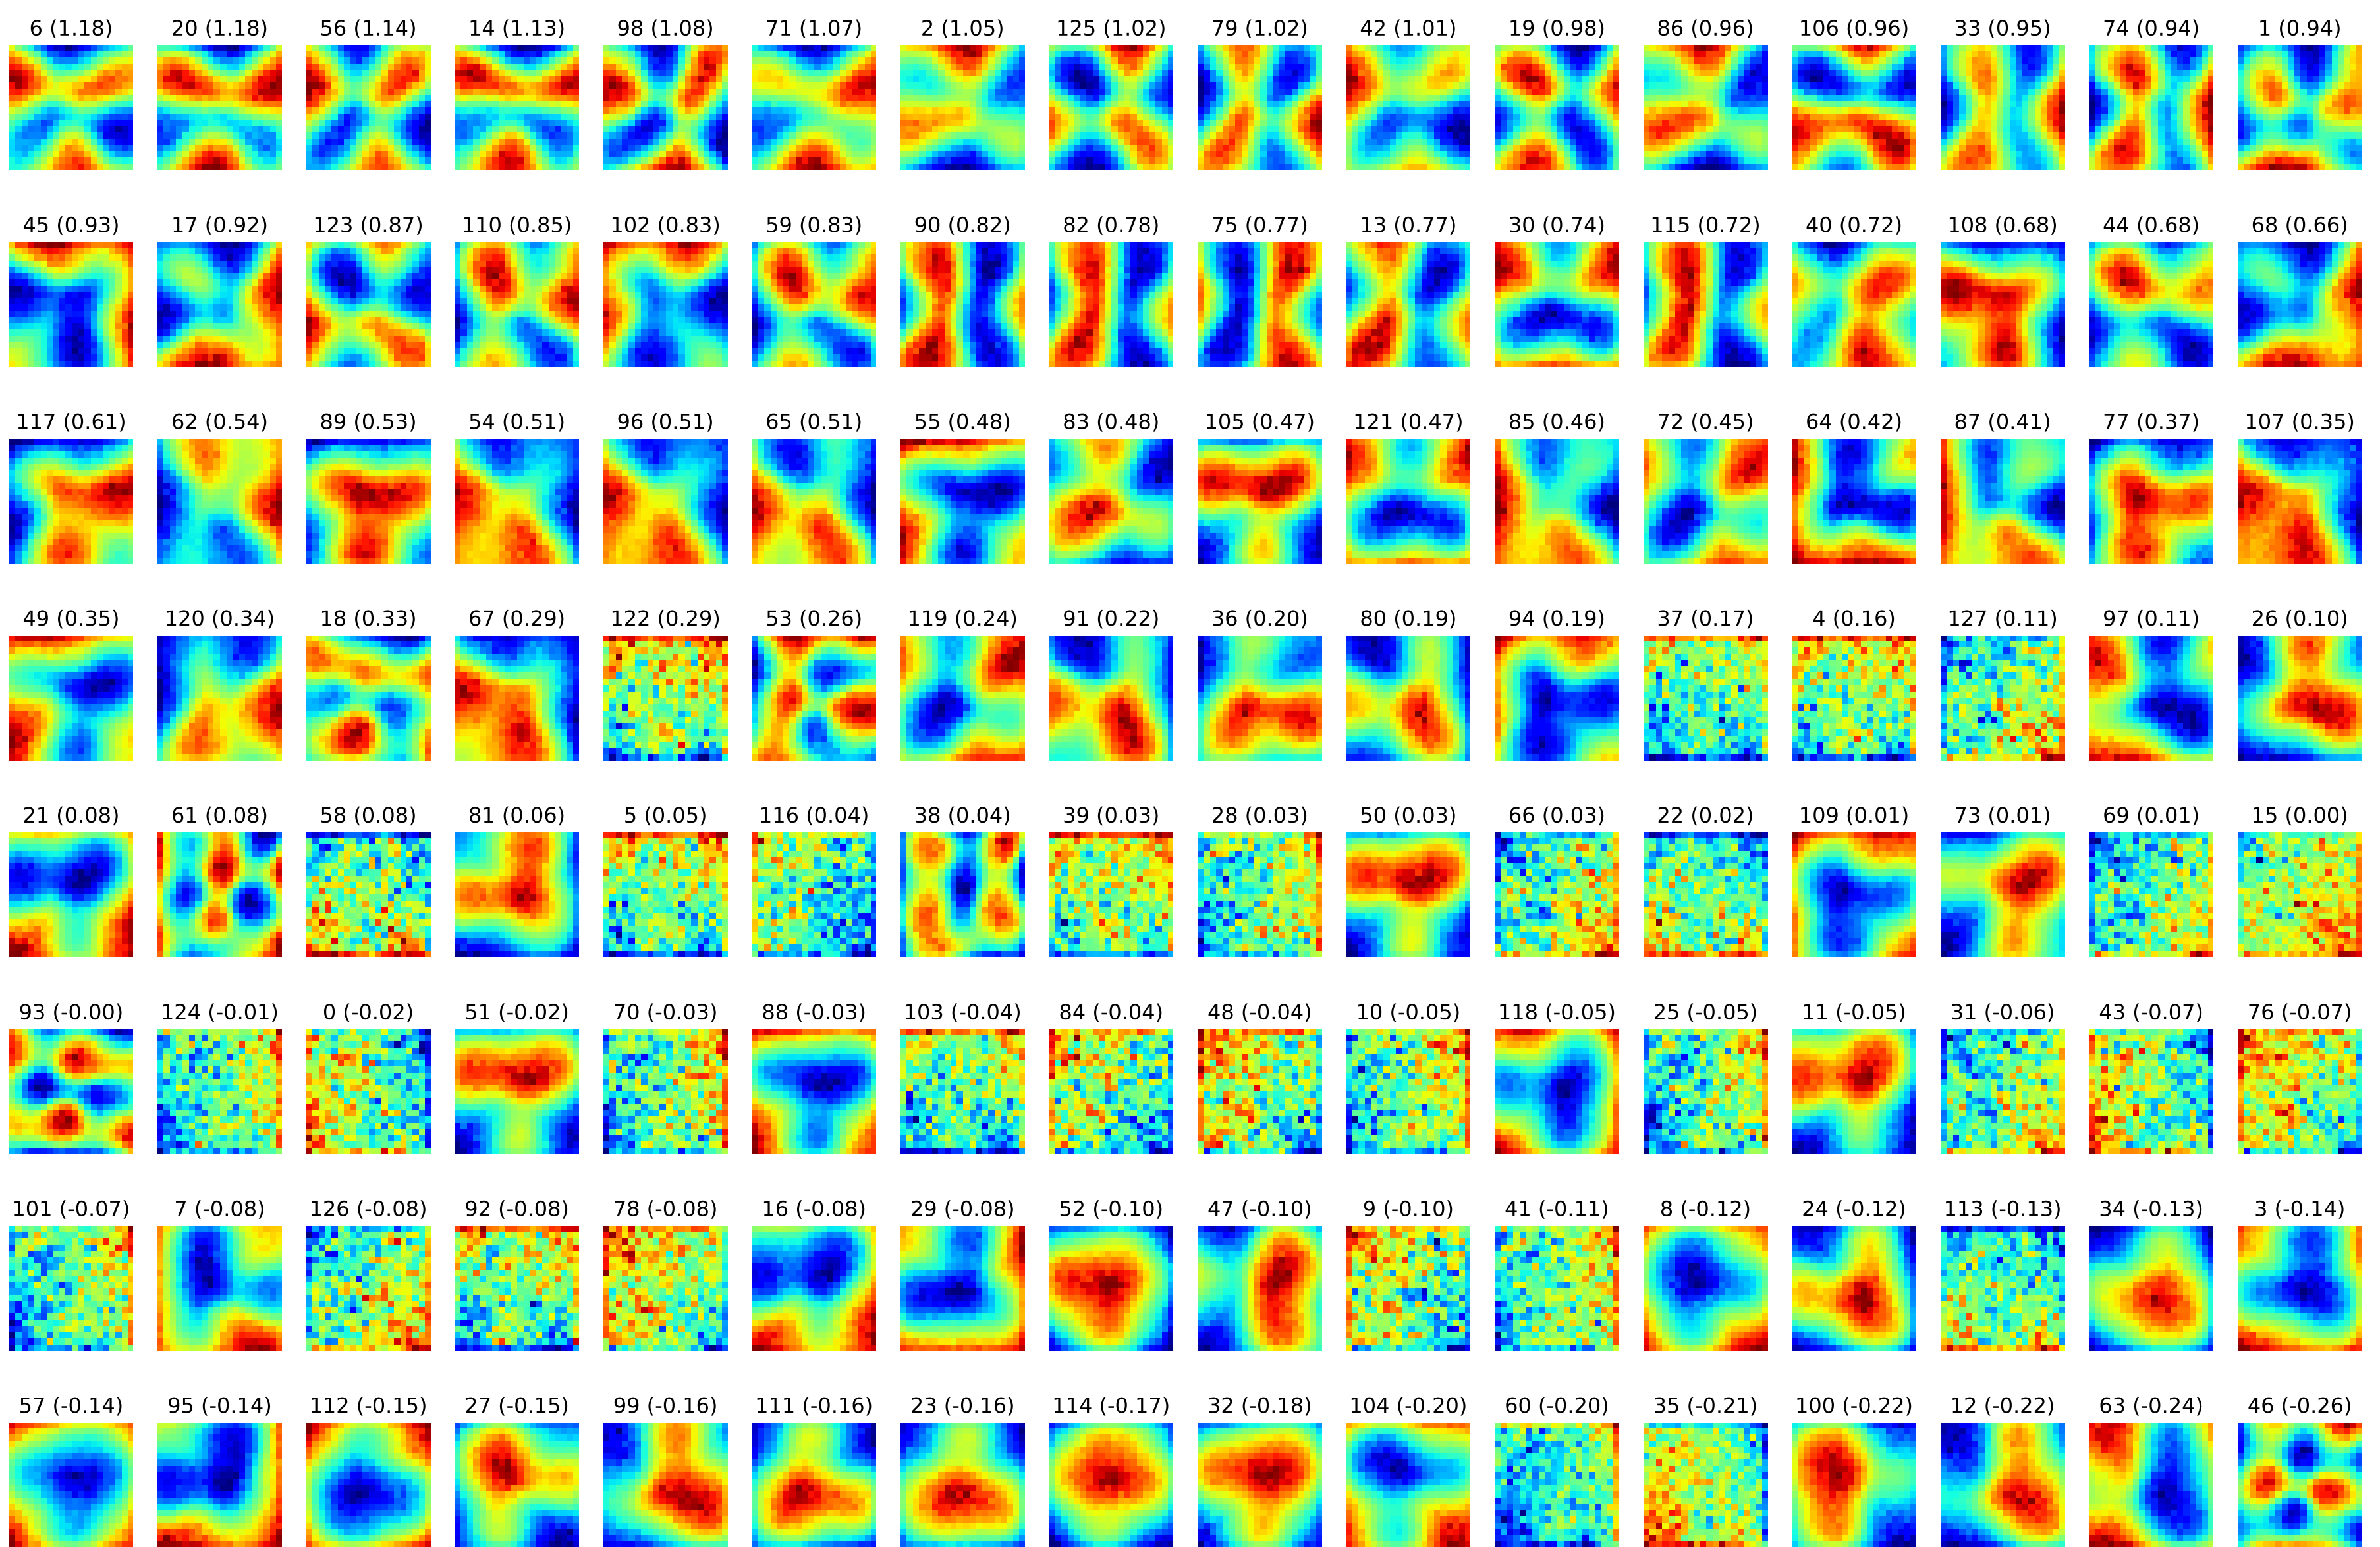 6 (1.18) 20 (1.18) 56 (1.14) 14 (1.13) 98 (1.08) 71 (1.07) 2 (1.05) 125 (1.02) 79 (1.02) 42 (1.01) 19 (0.98) 86 (0.96) 106 (0.96) 33 (0.95) 74 (0.94) 1 (0.94)
45 (0.93) 17 (0.92) 123 (0.87) 110 (0.85) 102 (0.83) 59 (0.83) 90 (0.82) 82 (0.78) 75 (0.77) 13 (0.77) 30 (0.74) 115 (0.72) 40 (0.72) 108 (0.68) 44 (0.68) 68 (0.66)
117 (0.61) 62 (0.54) 89 (0.53) 54 (0.51) 96 (0.51) 65 (0.51) 55 (0.48) 83 (0.48) 105 (0.47) 121 (0.47) 85 (0.46) 72 (0.45) 64 (0.42) 87 (0.41) 77 (0.37) 107 (0.35)
49 (0.35) 120 (0.34) 18 (0.33) 67 (0.29) 122 (0.29) 53 (0.26) 119 (0.24) 91 (0.22) 36 (0.20) 80 (0.19) 94 (0.19) 37 (0.17) 4 (0.16) 127 (0.11) 97 (0.11) 26 (0.10)
21 (0.08) 61 (0.08) 58 (0.08) 81 (0.06) 5 (0.05) 116 (0.04) 38 (0.04) 39 (0.03) 28 (0.03) 50 (0.03) 66 (0.03) 22 (0.02) 109 (0.01) 73 (0.01) 69 (0.01) 15 (0.00)
93 (-0.00) 124 (-0.01) 0 (-0.02) 51 (-0.02) 70 (-0.03) 88 (-0.03) 103 (-0.04) 84 (-0.04) 48 (-0.04) 10 (-0.05) 118 (-0.05) 25 (-0.05) 11 (-0.05) 31 (-0.06) 43 (-0.07) 76 (-0.07)
101 (-0.07) 7 (-0.08) 126 (-0.08) 92 (-0.08) 78 (-0.08) 16 (-0.08) 29 (-0.08) 52 (-0.10) 47 (-0.10) 9 (-0.10) 41 (-0.11) 8 (-0.12) 24 (-0.12) 113 (-0.13) 34 (-0.13) 3 (-0.14)
57 (-0.14) 95 (-0.14) 112 (-0.15) 27 (-0.15) 99 (-0.16) 111 (-0.16) 23 (-0.16) 114 (-0.17) 32 (-0.18) 104 (-0.20) 60 (-0.20) 35 (-0.21) 100 (-0.22) 12 (-0.22) 63 (-0.24) 46 (-0.26)